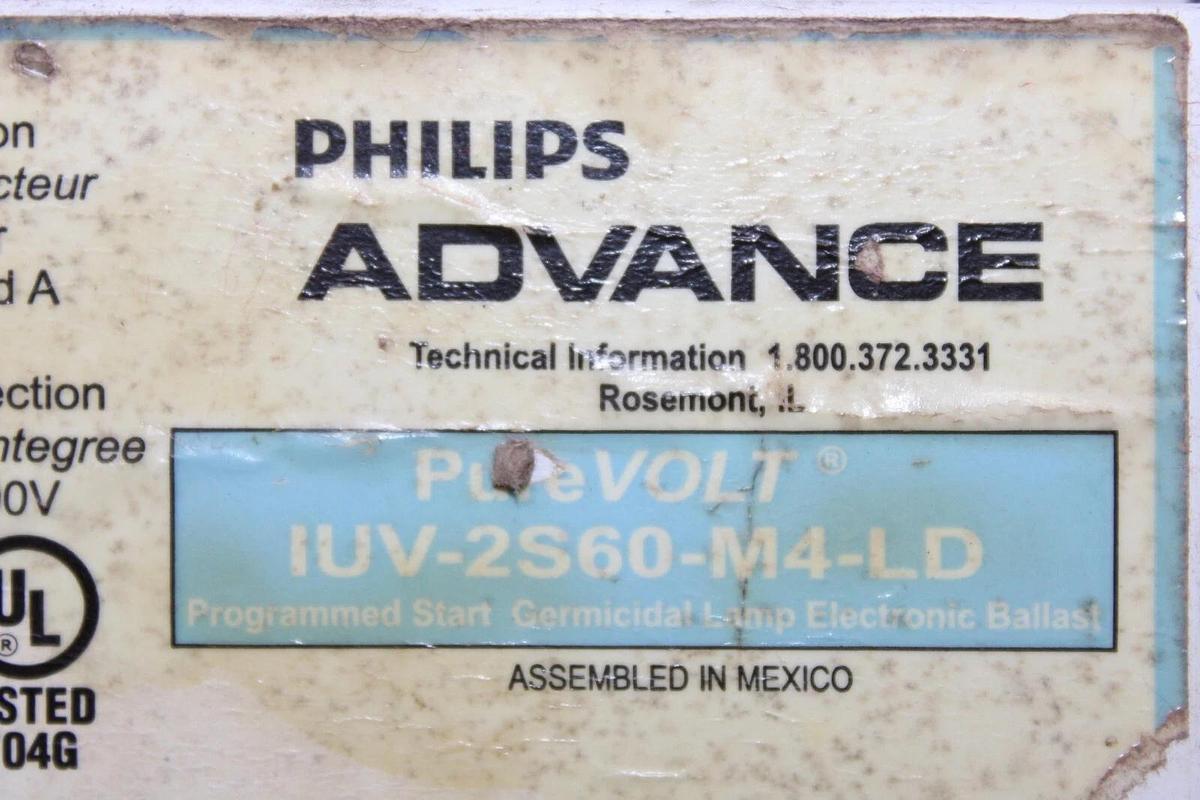 on
cteur
r
d A
ection
ntegree
00V
UL
®
STED
04G
PHILIPS
ADVANCE
Technical Information 1.800.372.3331
Rosemont, IL
PureVOLT ®
IUV-2S60-M4-LD
Programmed Start Germicidal Lamp Electronic Ballast
ASSEMBLED IN MEXICO